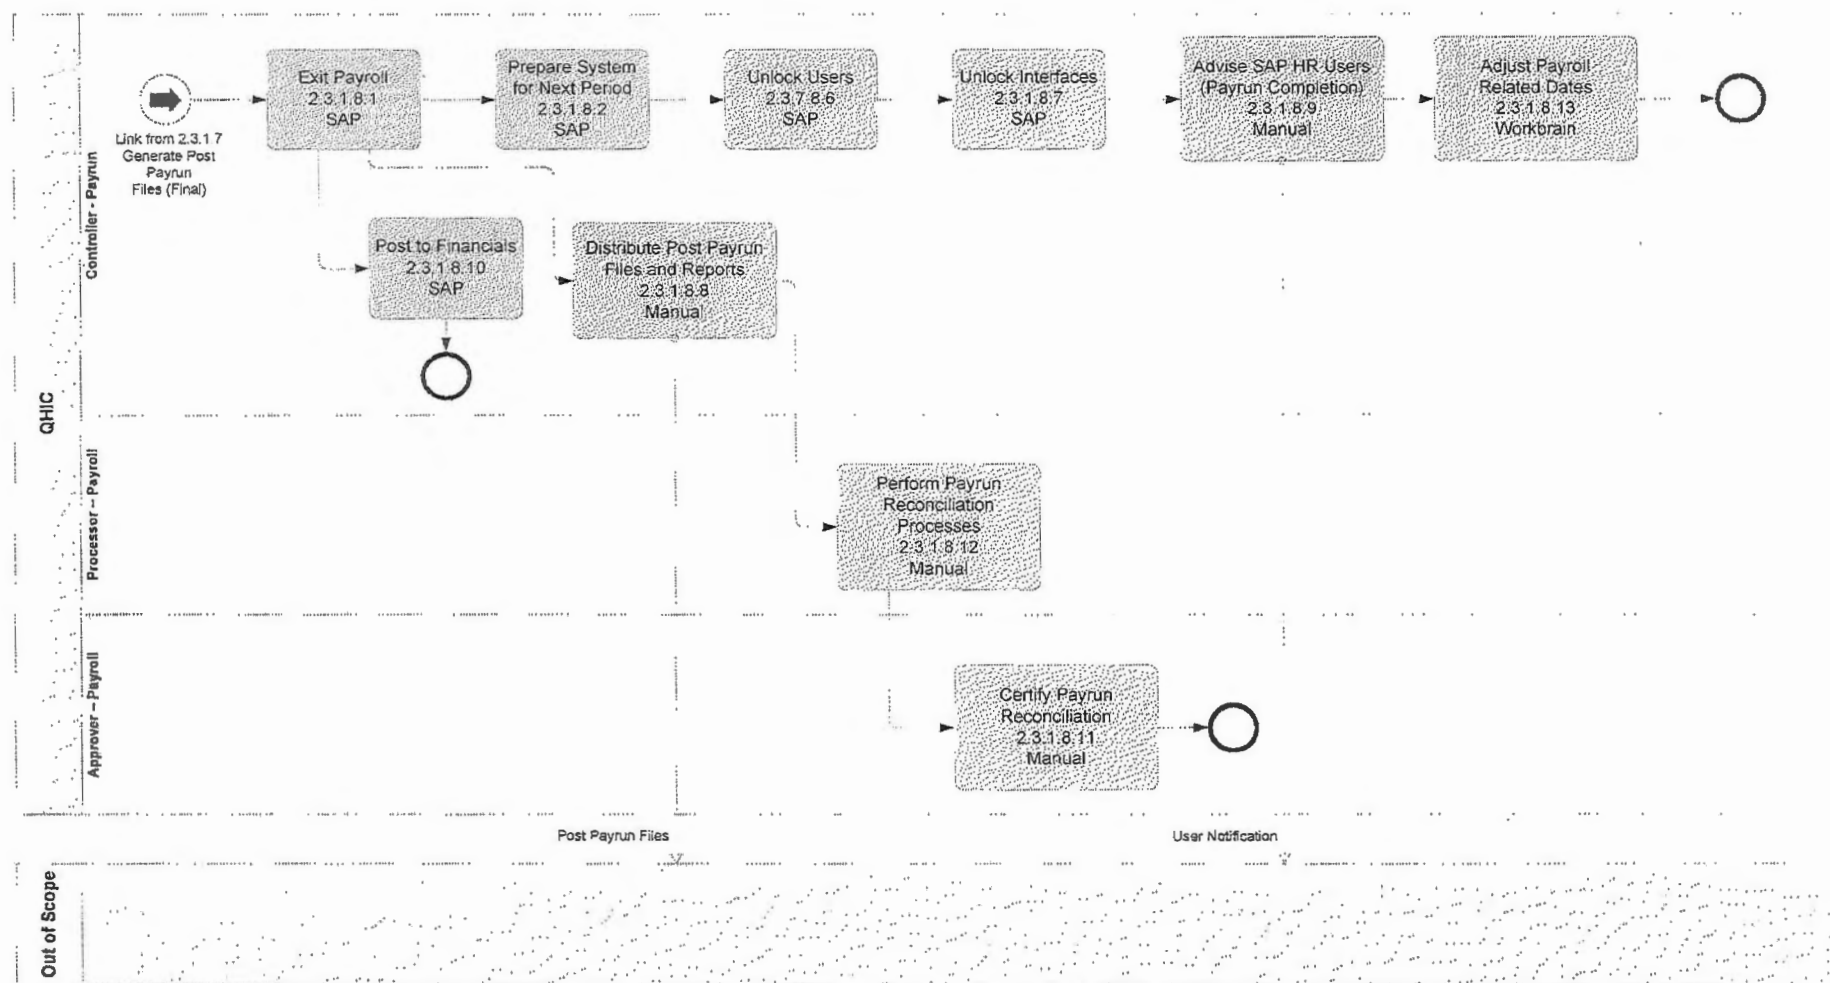 Exit Payroll
2.3.1.8.1
SAP
Prepare System
for Next Period
2.3.1.8.2
SAP
Unlock Users
2.3.7.8.6
SAP
Unlock Interfaces
2.3.1.8.7
SAP
Advise SAP HR Users
(Payrun Completion)
2.3.1.8.9
Manual
Adjust Payroll
Related Dates
2.3.1.8.13
Workbrain
Link from 2.3.1.7
Generate Post
Payrun
Files (Final)
Controller - Payrun
Post to Financials
2.3.1.8.10
SAP
Distribute Post Payrun
Files and Reports
2.3.1.8.8
Manual
QHIC
Processor – Payroll
Perform Payrun
Reconciliation
Processes
2.3.1.8.12
Manual
Approver – Payroll
Certify Payrun
Reconciliation
2.3.1.8.11
Manual
Post Payrun Files
User Notification
Out of Scope